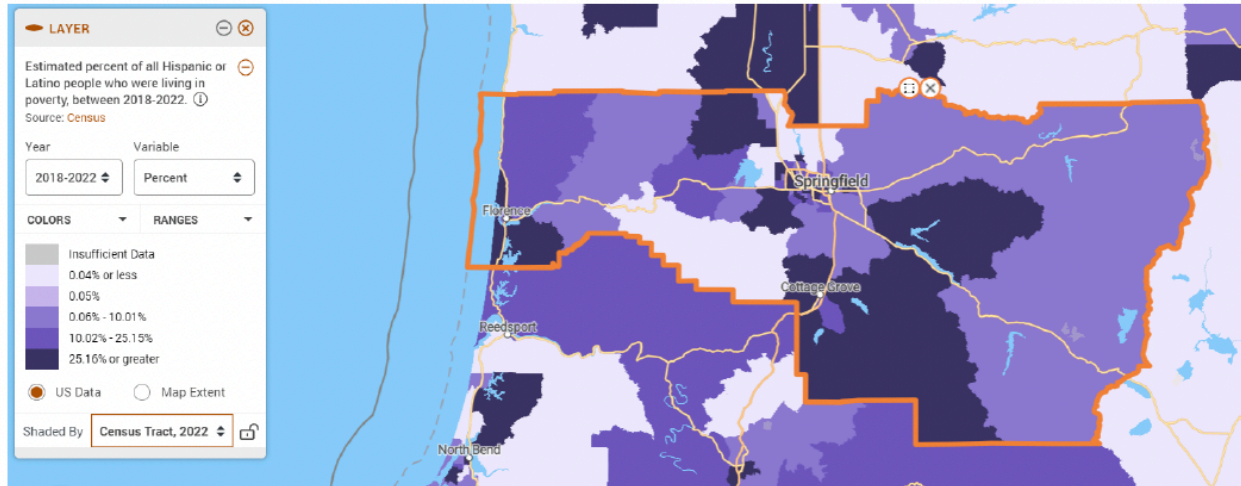 LAYER
Estimated percent of all Hispanic or
Latino people who were living in
poverty, between 2018-2022.
Source: Census
Year Variable
2018-2022 Percent
COLORS RANGES
Insufficient Data
0.04% or less
0.05%
0.06% - 10.01%
10.02% - 25.15%
25.16% or greater
US Data Map Extent
Shaded By Census Tract, 2022
Springfield
Florence
Cottage Grove
Reedsport
North Bend